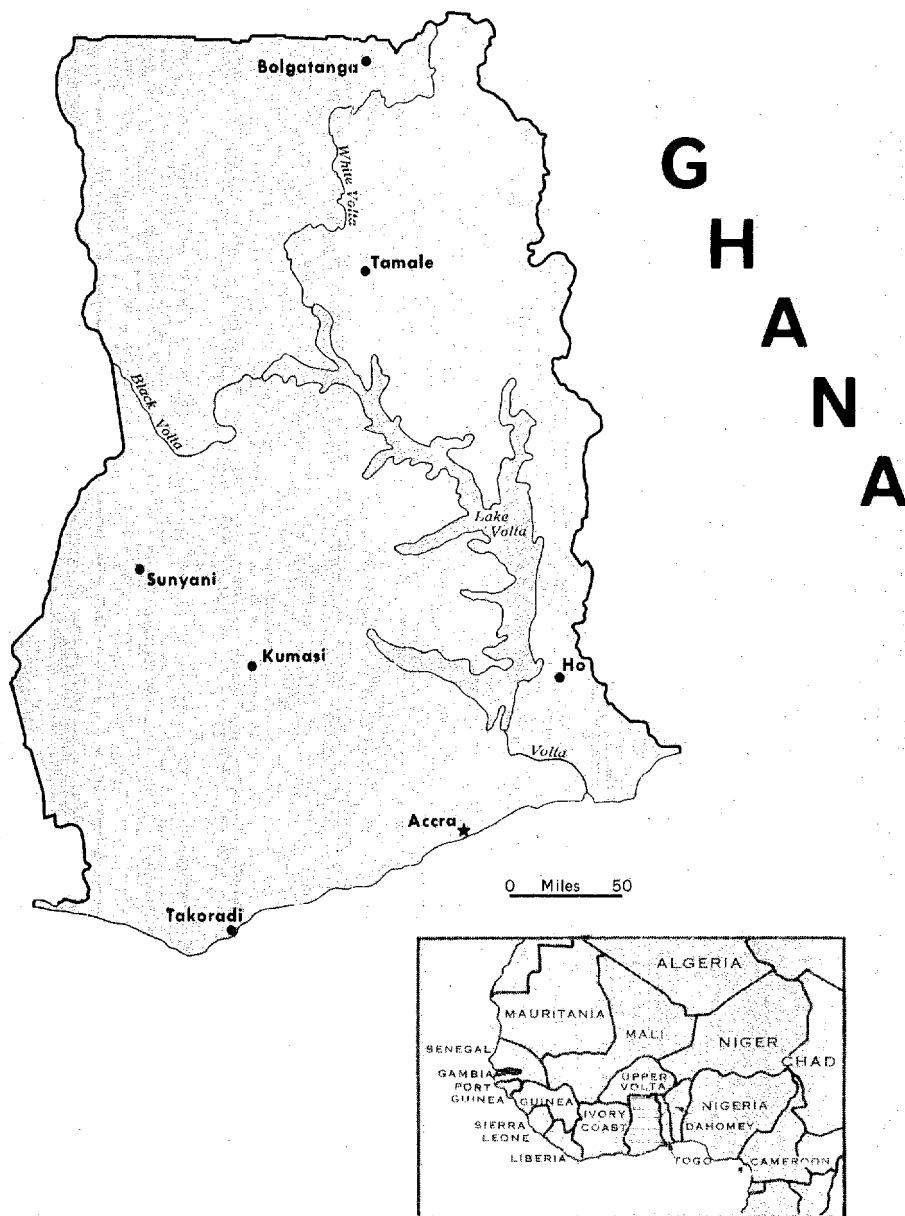 G
H
A
N
A
Bolgatanga
White Volta
Tamale
Black
Volta
Lake
Volta
Sunyani
Kumasi
Ho
Volta
Accra
0 Miles 50
Takoradi
ALGERIA
MAURITANIA
MALI
NIGER
CHAD
SENEGAL
GAMBIA
PORT
GUINEA
GUINEA
UPPER
VOLTA
IVORY
COAST
NIGERIA
DAHOMEY
SIERRA
LEONE
LIBERIA
TOGO
CAMEROON